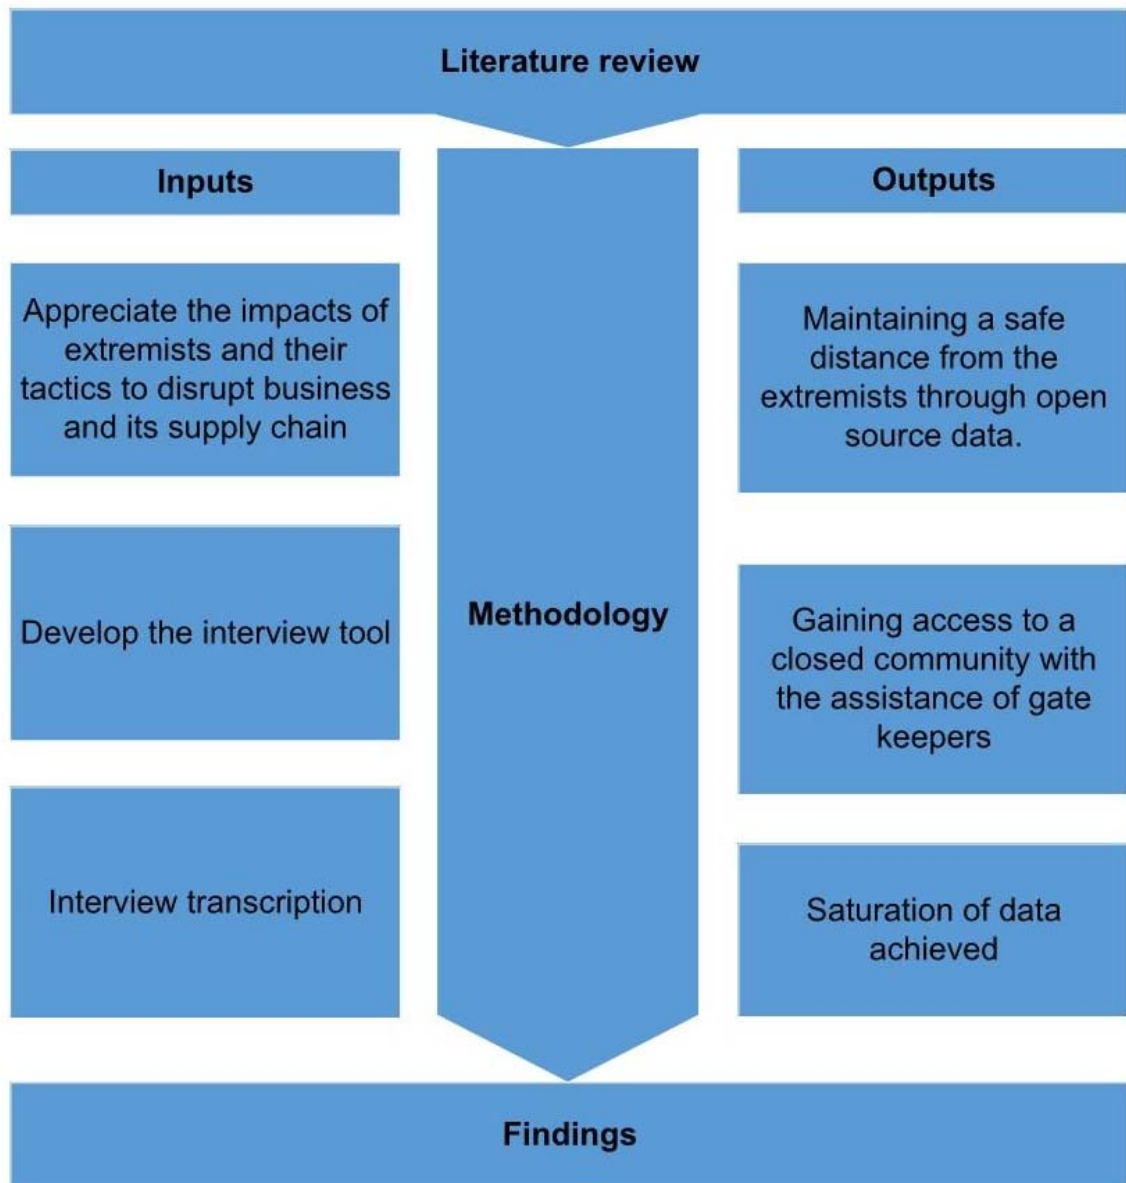 Literature review
Inputs
Appreciate the impacts of
extremists and their
tactics to disrupt business
and its supply chain
Develop the interview tool
Interview transcription
Methodology
Outputs
Maintaining a safe
distance from the
extremists through open
source data.
Gaining access to a
closed community with
the assistance of gate
keepers
Saturation of data
achieved
Findings